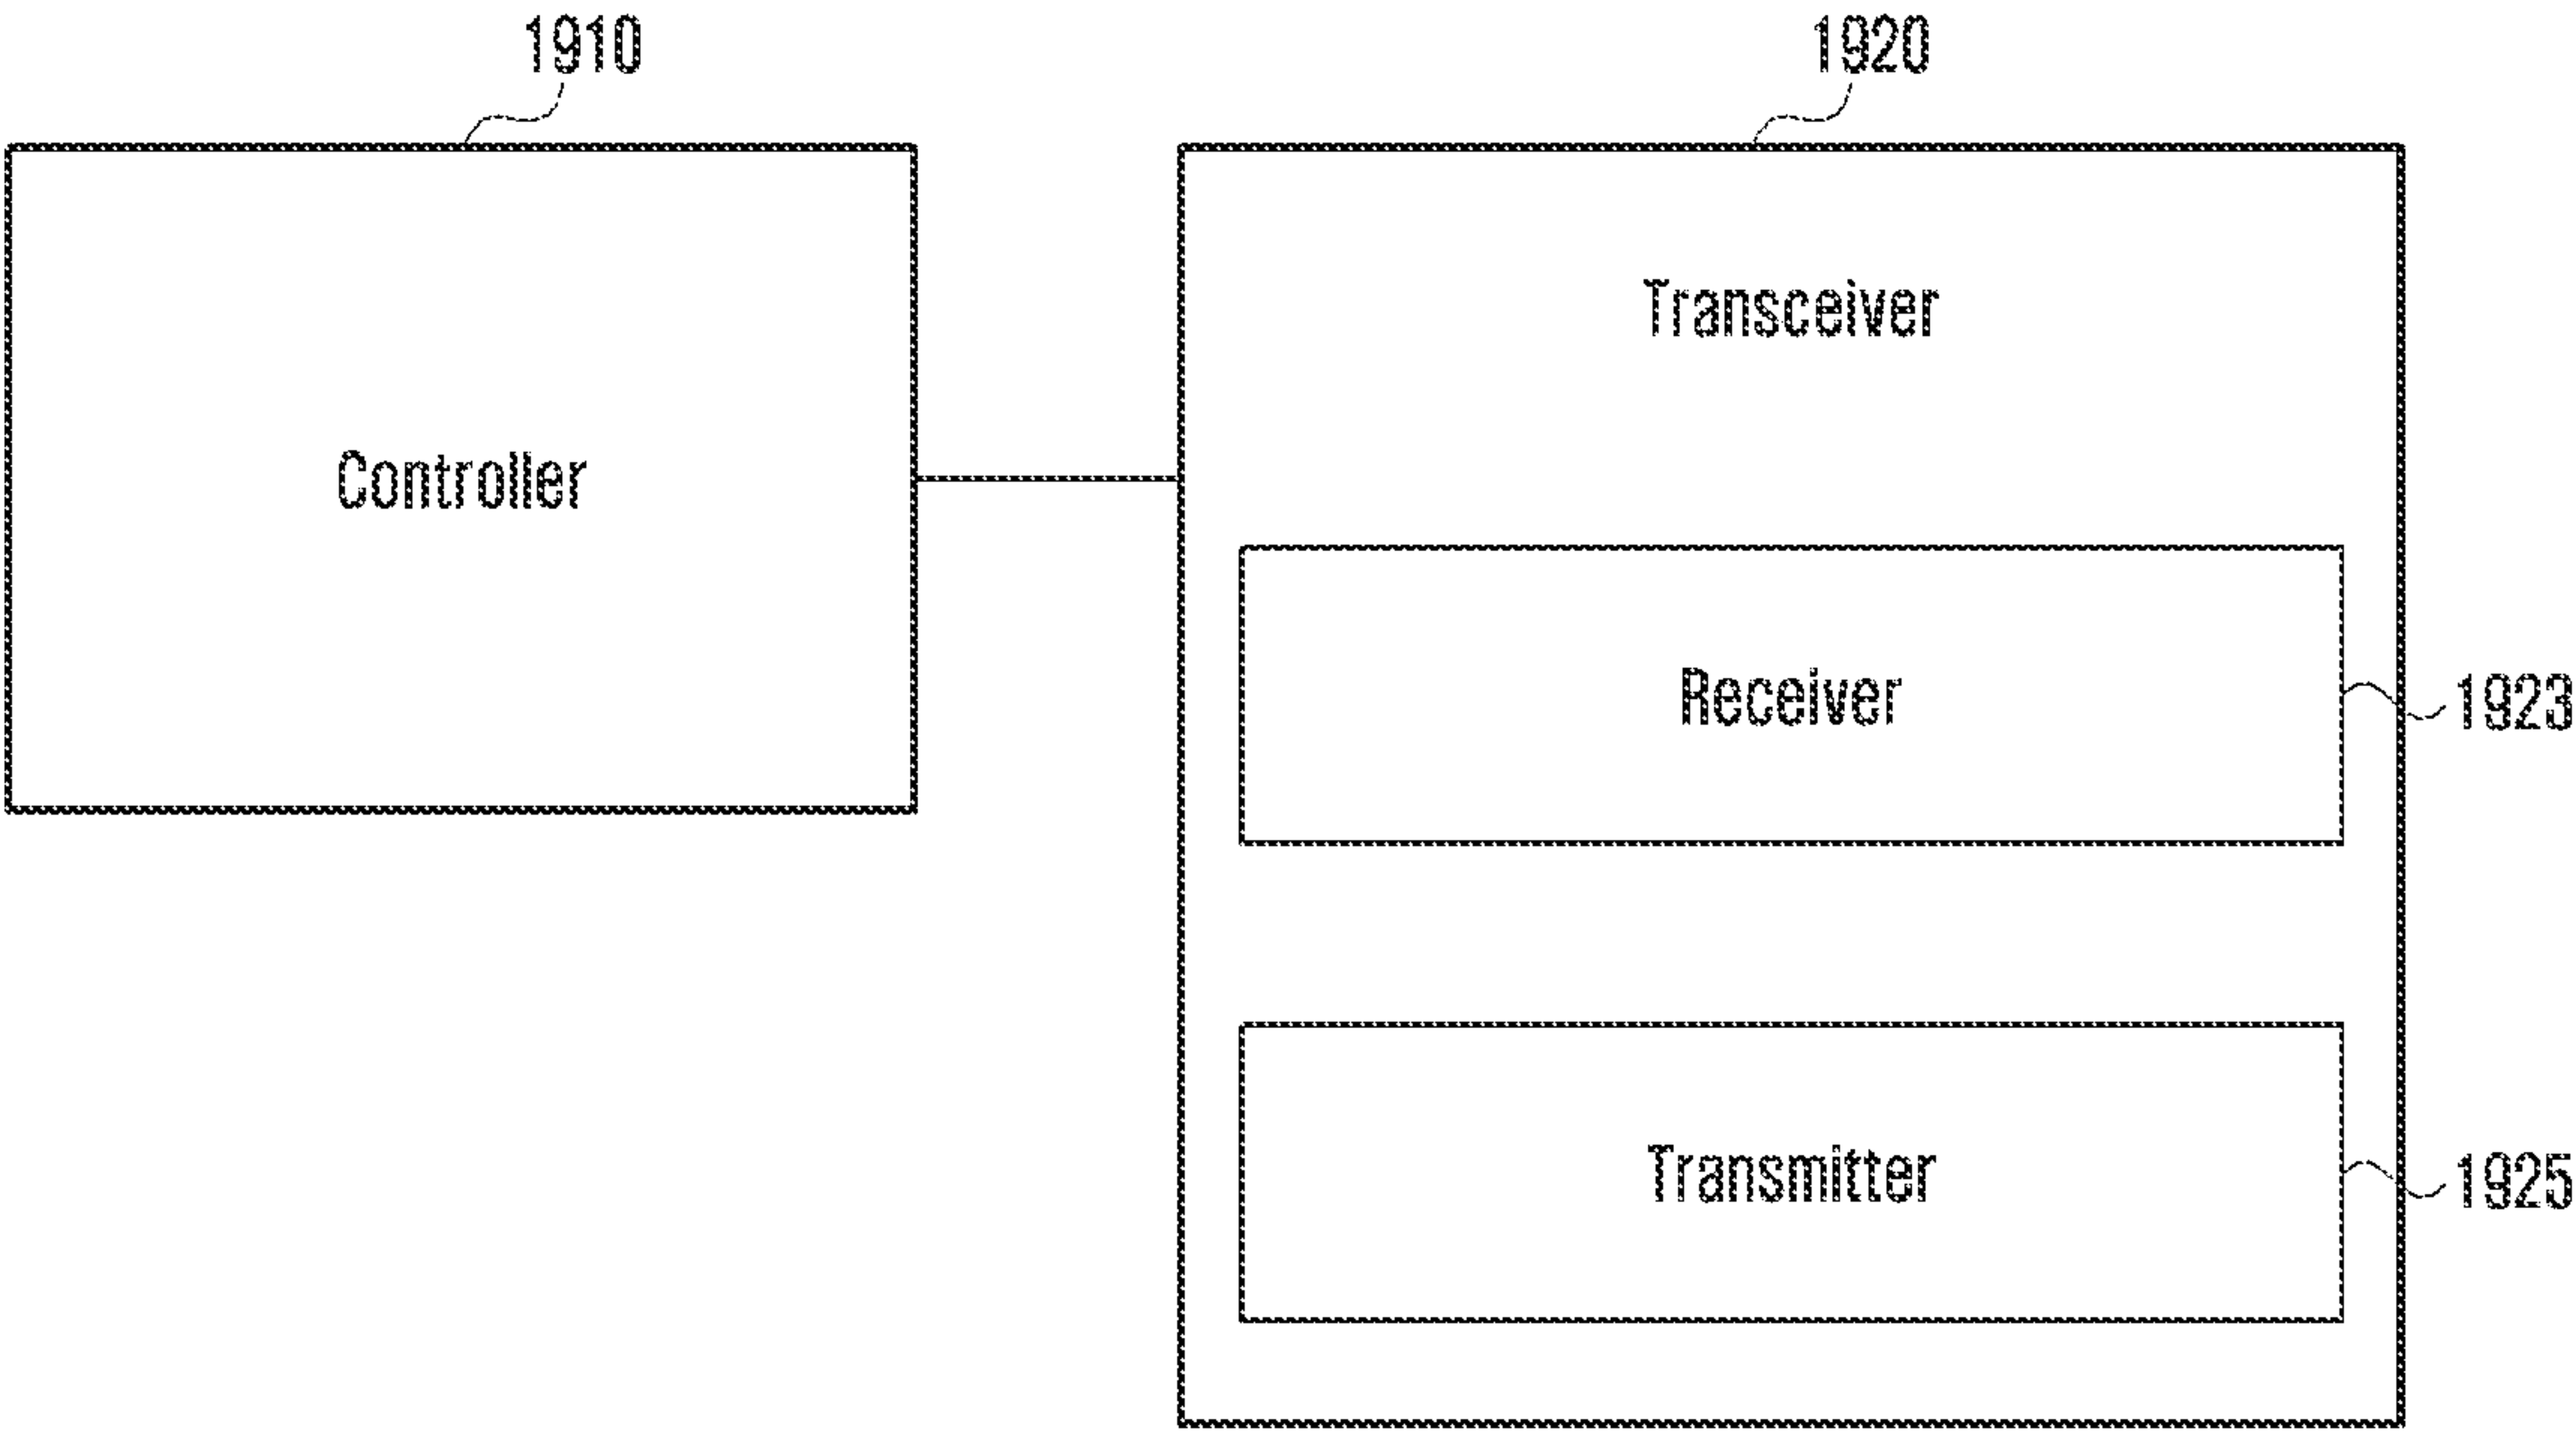 1910
1920
Controller
Transceiver
Receiver
1923
Transmitter
1925